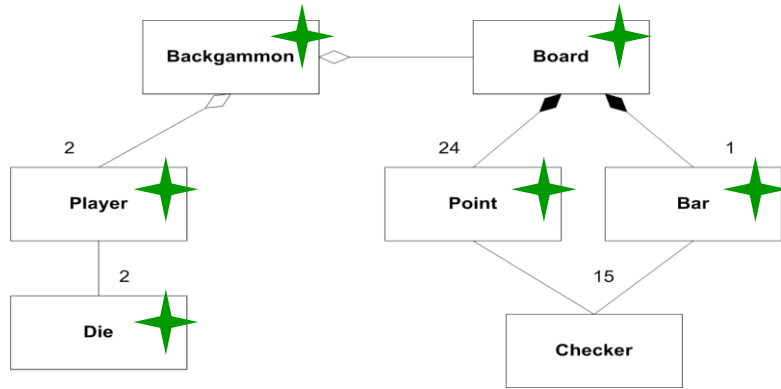 Backgammon
Board
2
24
1
Player
Point
Bar
2
15
Die
Checker